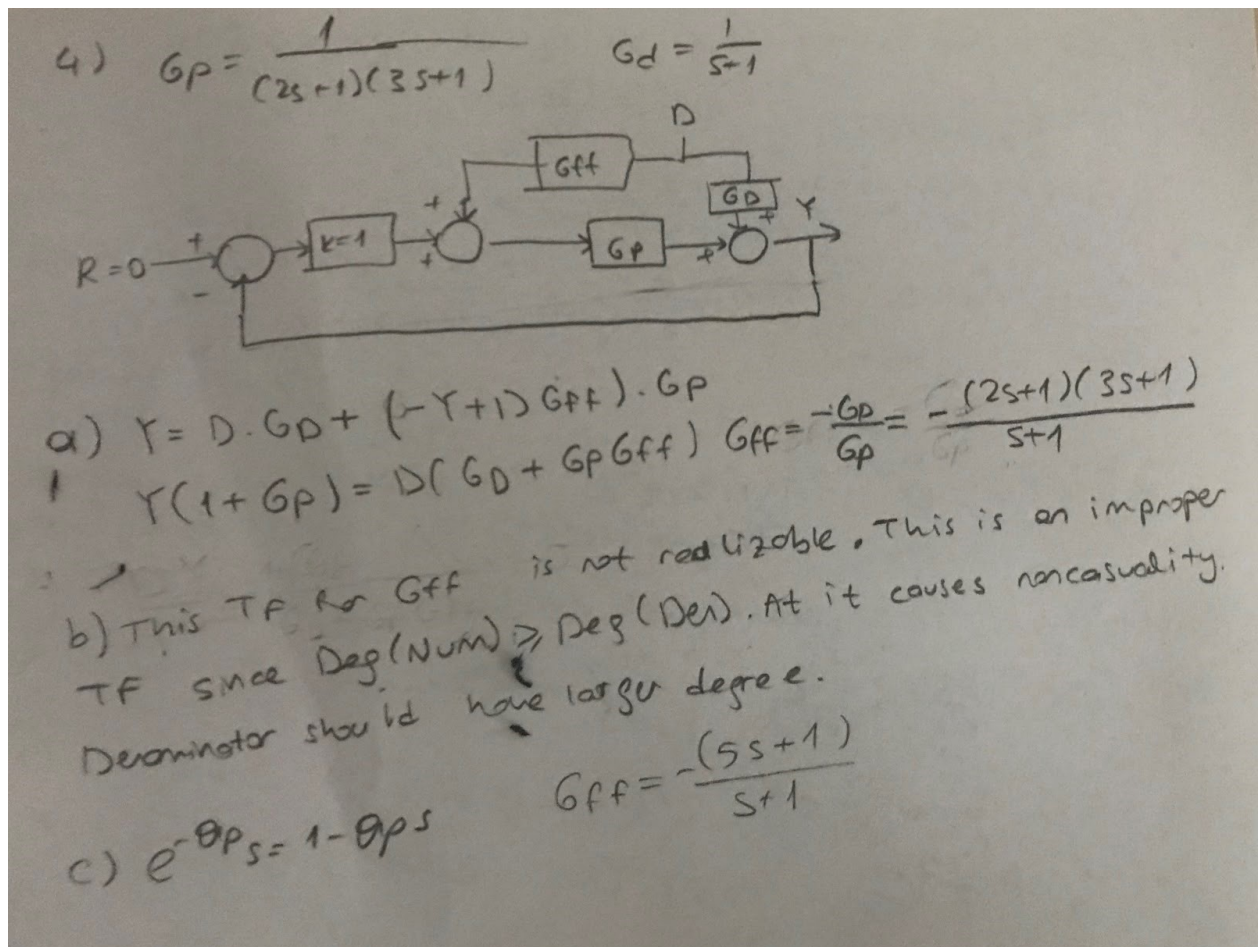 4) Gp = 1 / (2s+1)(3s+1)   Gd = 1 / s+1
D
Gff
GD
Y
R=0 + - K=1 + + Gp + +
a) Y = D.GD + (-Y+1) Gff). Gp
Y(1+Gp) = D(GD + GpGff) Gff = -GD / Gp = - (2s+1)(3s+1) / s+1
b) This TF for Gff is not realizable. This is an improper
TF since Deg(Num) ⩾ Deg(Den). At it causes noncasuality.
Denominator should have larger degree.
c) e^-θps = 1-θps   Gff = -(5s+1) / s+1